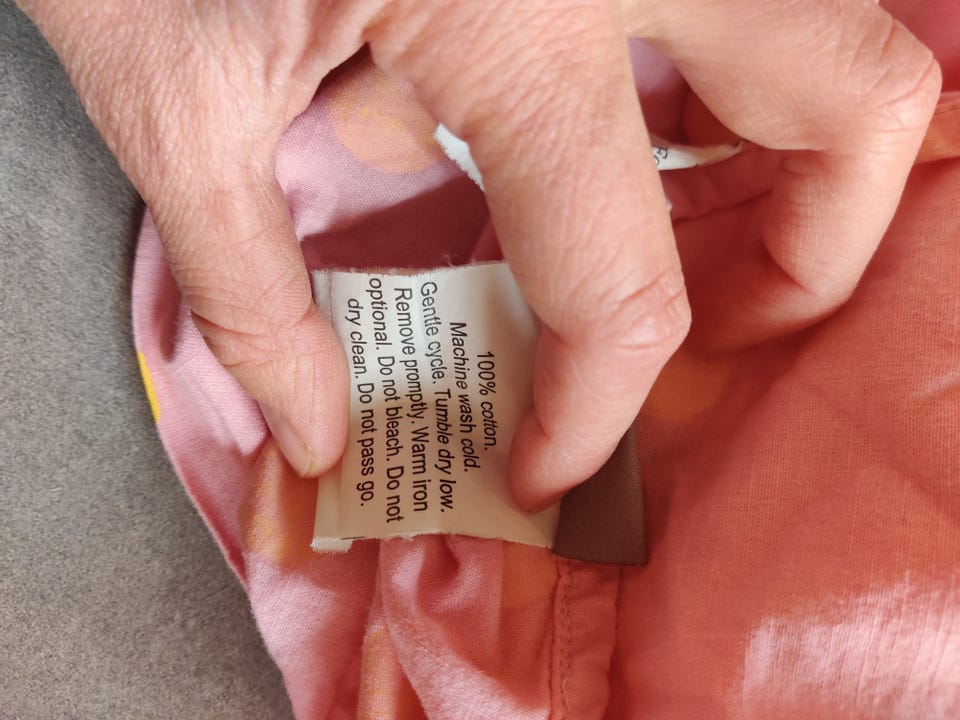 100% cotton.
Machine wash cold.
Gentle cycle. Tumble dry low.
Remove promptly. Warm iron
optional. Do not bleach. Do not
dry clean. Do not pass go.